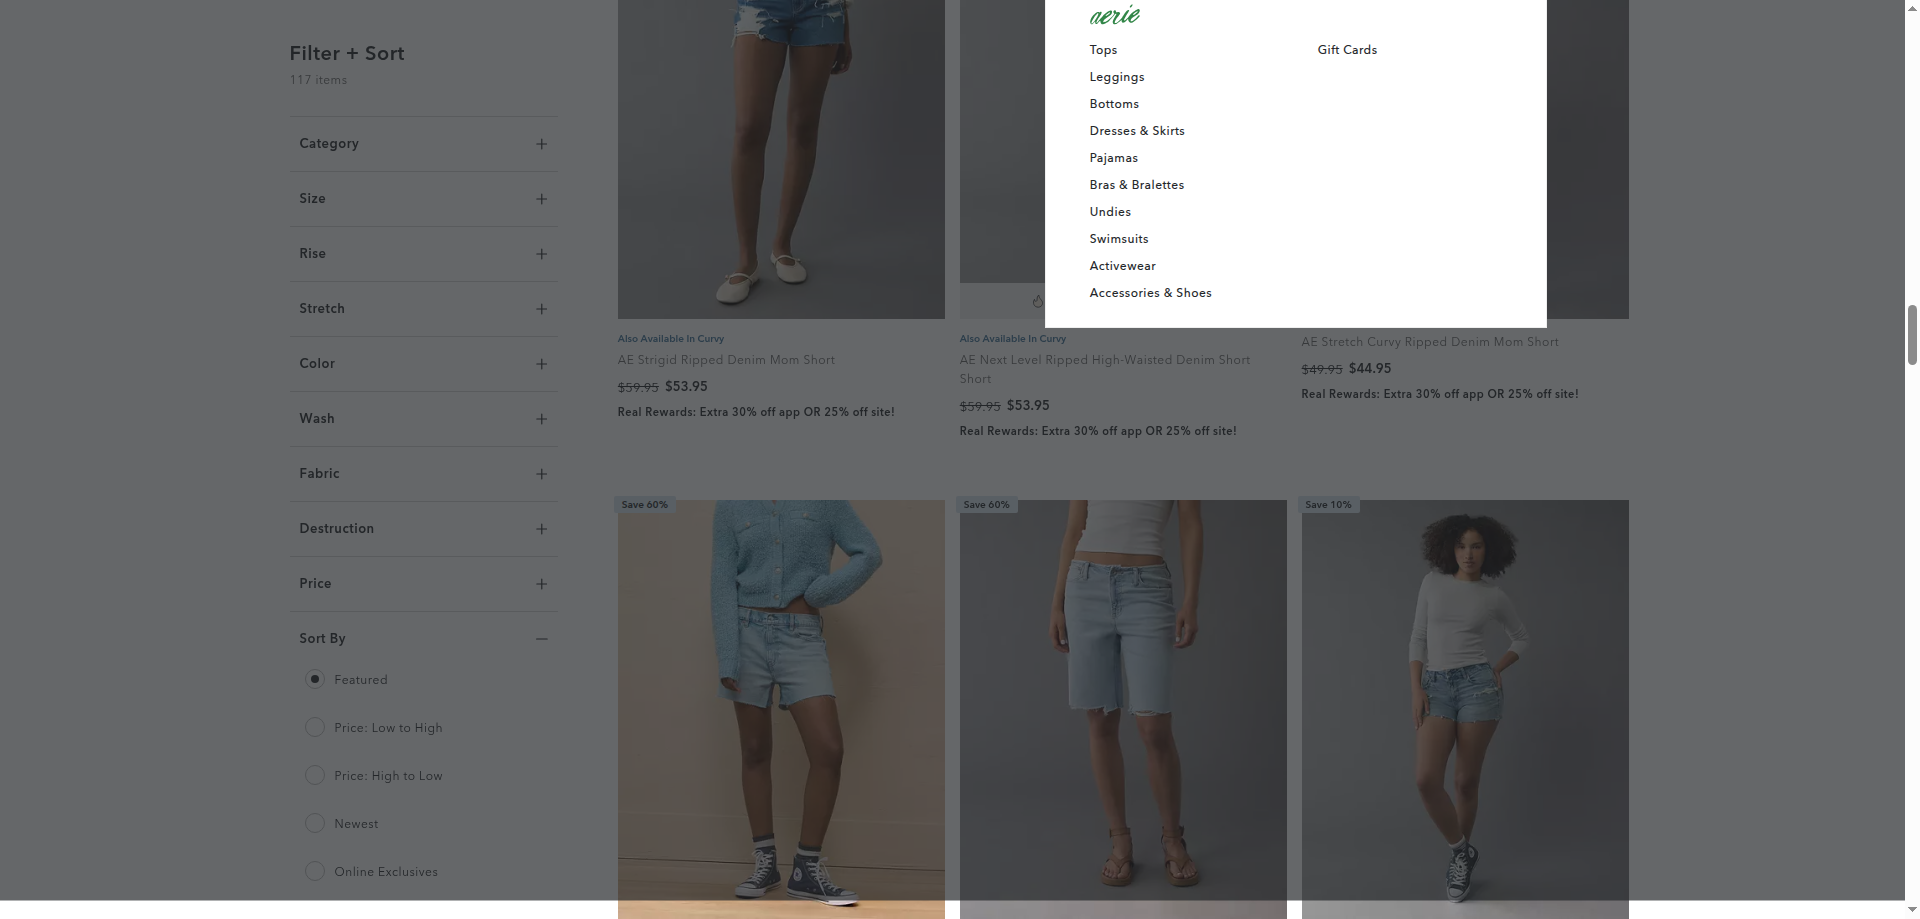 Filter + Sort
117 items
Category
Size
Rise
Stretch
Color
Wash
Fabric
Destruction
Price
Sort By
Featured
Price: Low to High
Price: High to Low
Newest
Online Exclusives
aerie
Tops
Leggings
Bottoms
Dresses & Skirts
Pajamas
Bras & Bralettes
Undies
Swimsuits
Activewear
Accessories & Shoes
Gift Cards
Also Available In Curvy
AE Strigid Ripped Denim Mom Short
$59.95 $53.95
Real Rewards: Extra 30% off app OR 25% off site!
Also Available In Curvy
AE Next Level Ripped High-Waisted Denim Short
Short
$59.95 $53.95
Real Rewards: Extra 30% off app OR 25% off site!
AE Stretch Curvy Ripped Denim Mom Short
$49.95 $44.95
Real Rewards: Extra 30% off app OR 25% off site!
Save 60%
Save 60%
Save 10%